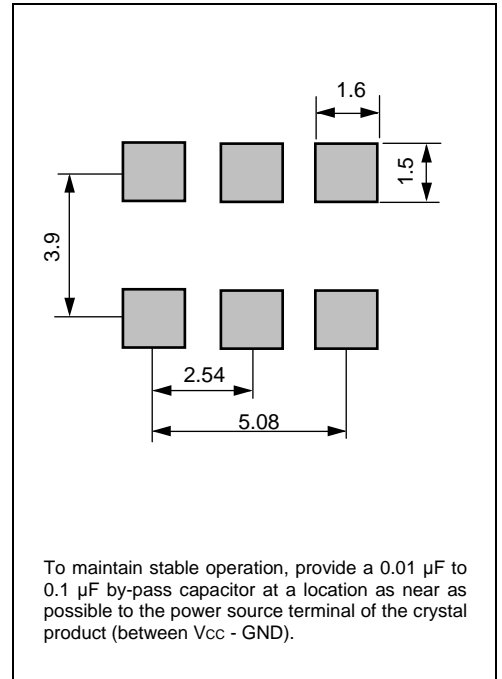 1.6
1.5
3.9
2.54
5.08
To maintain stable operation, provide a 0.01 µF to
0.1 µF by-pass capacitor at a location as near as
possible to the power source terminal of the crystal
product (between Vcc - GND).